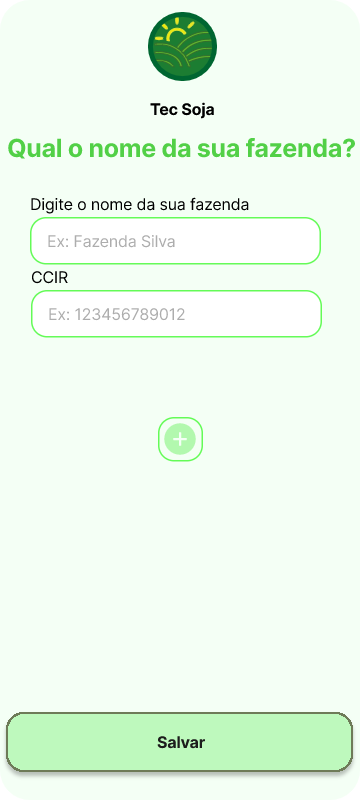 Tec Soja
Qual o nome da sua fazenda?
Digite o nome da sua fazenda
Ex: Fazenda Silva
CCIR
Ex: 123456789012
Salvar